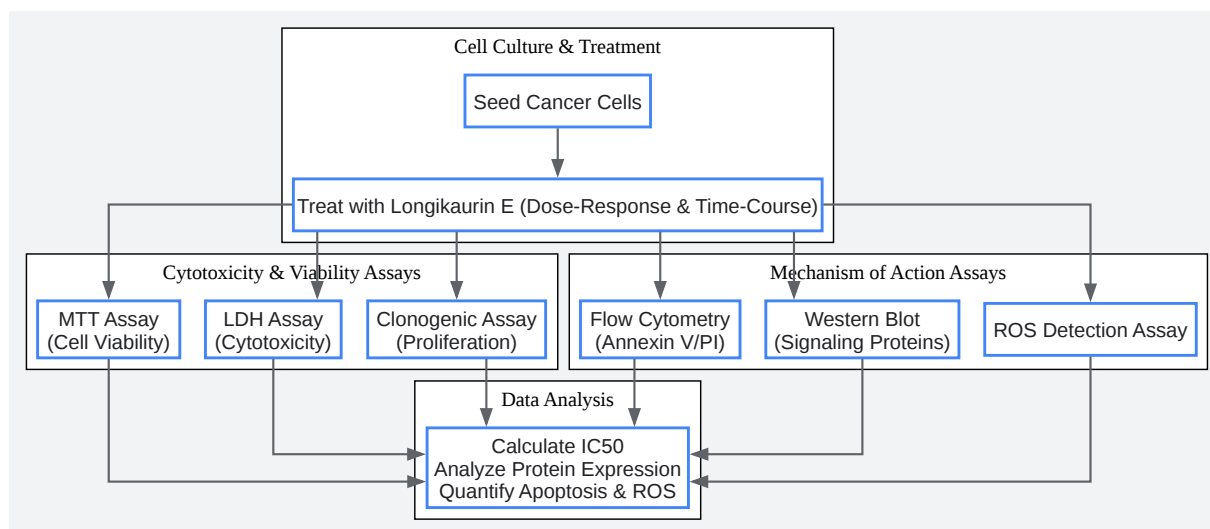 Cell Culture & Treatment
Seed Cancer Cells
Treat with Longikaurin E (Dose-Response & Time-Course)
Cytotoxicity & Viability Assays
MTT Assay
(Cell Viability)
LDH Assay
(Cytotoxicity)
Clonogenic Assay
(Proliferation)
Mechanism of Action Assays
Flow Cytometry
(Annexin V/PI)
Western Blot
(Signaling Proteins)
ROS Detection Assay
Data Analysis
Calculate IC50
Analyze Protein Expression
Quantify Apoptosis & ROS